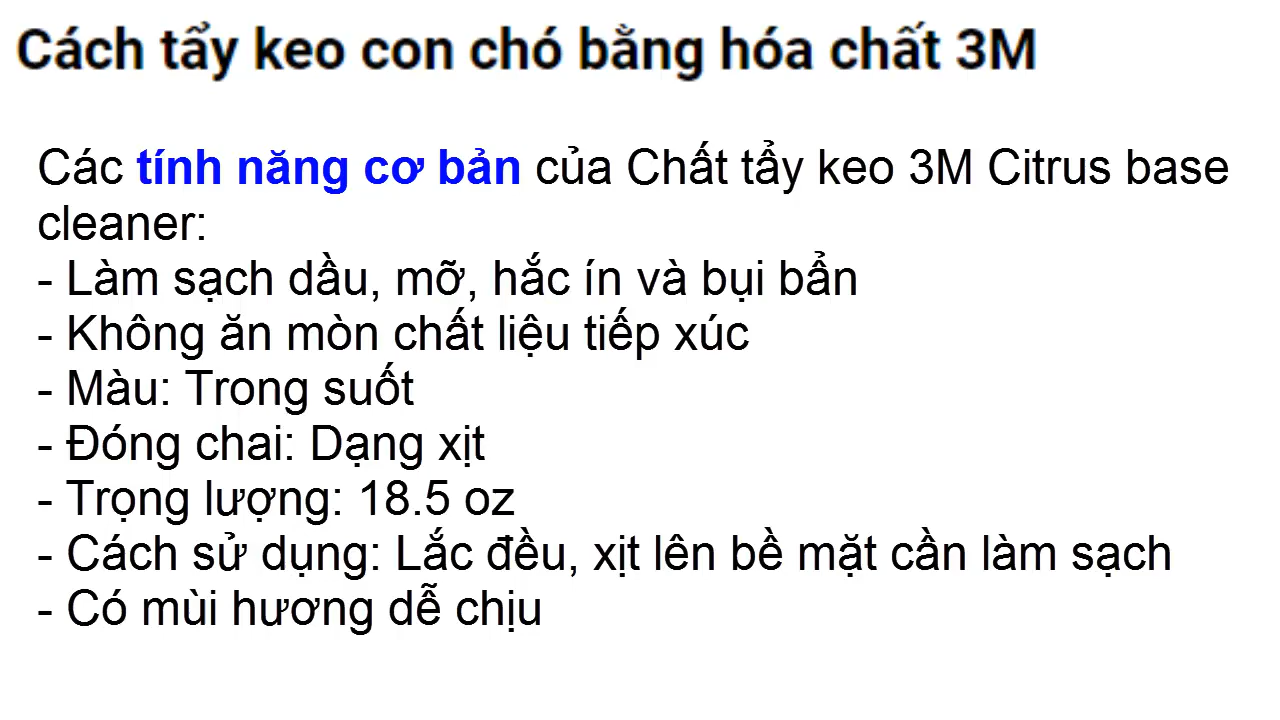 Cách tẩy keo con chó bằng hóa chất 3M
Các tính năng cơ bản của Chất tẩy keo 3M Citrus base
cleaner:
- Làm sạch dầu, mỡ, hắc ín và bụi bẩn
- Không ăn mòn chất liệu tiếp xúc
- Màu: Trong suốt
- Đóng chai: Dạng xịt
- Trọng lượng: 18.5 oz
- Cách sử dụng: Lắc đều, xịt lên bề mặt cần làm sạch
- Có mùi hương dễ chịu